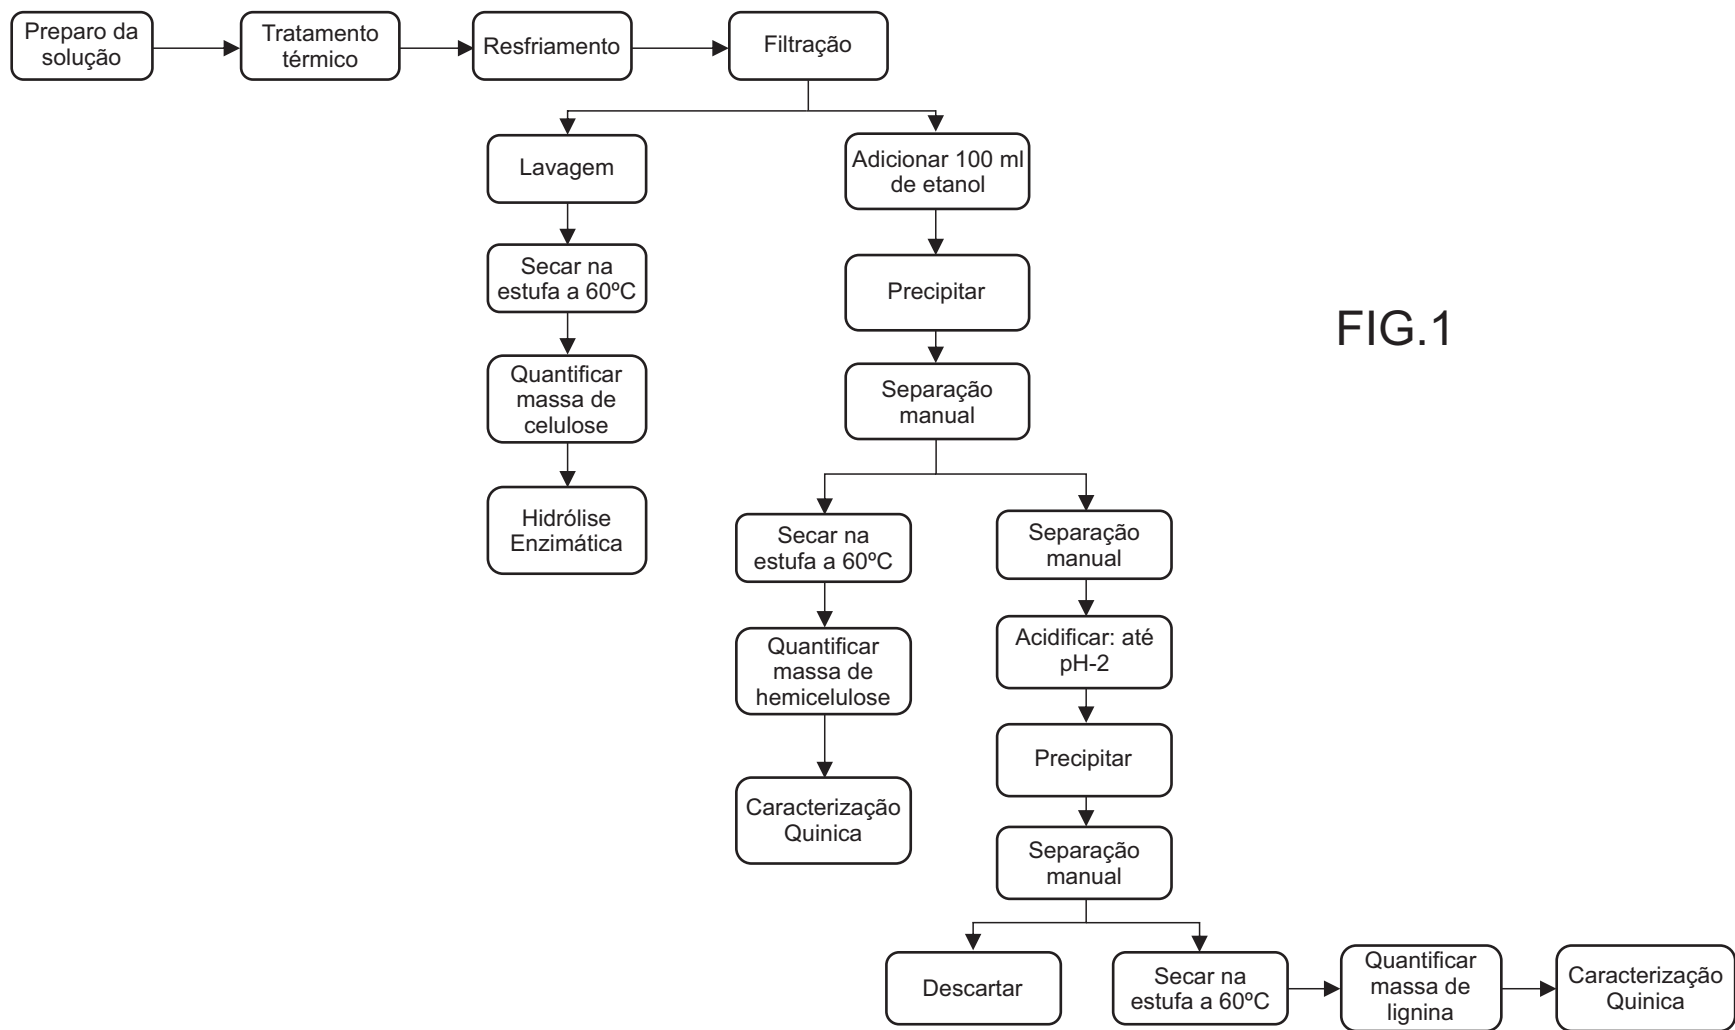 Preparo da
solução
Tratamento
térmico
Resfriamento
Filtração
Lavagem
Secar na
estufa a 60ºC
Quantificar
massa de
celulose
Hidrólise
Enzimática
Adicionar 100 ml
de etanol
Precipitar
Separação
manual
Secar na
estufa a 60ºC
Quantificar
massa de
hemicelulose
Caracterização
Quinica
Separação
manual
Acidificar: até
pH-2
Precipitar
Separação
manual
Descartar
Secar na
estufa a 60ºC
Quantificar
massa de
lignina
Caracterização
Quinica
FIG.1